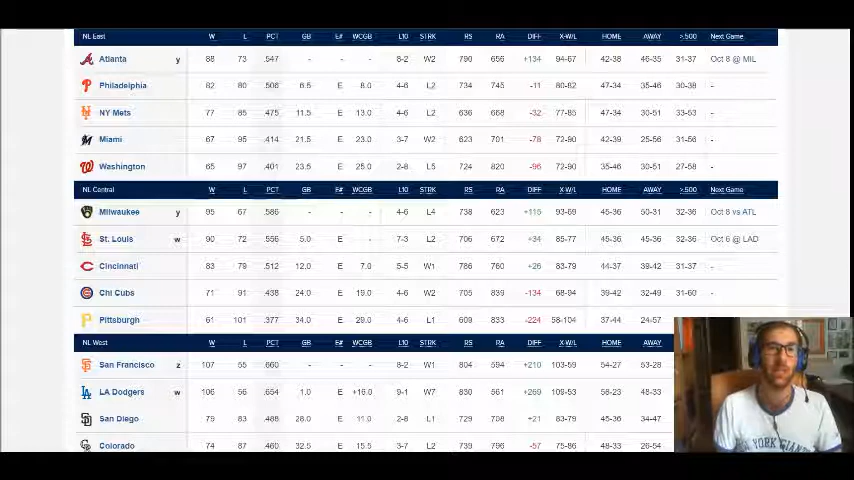 NL East W L PCT GB E# WCGB L10 STRK RS RA DIFF X-W/L HOME AWAY >.500 Next Game
Atlanta y 88 73 .547 - - - 8-2 W2 790 656 +134 94-67 42-38 46-35 31-37 Oct 8 @ MIL
Philadelphia 82 80 .506 6.5 E 8.0 4-6 L2 734 745 -11 80-82 47-34 35-46 30-38 -
NY Mets 77 85 .475 11.5 E 13.0 4-6 L2 636 668 -32 77-85 47-34 30-51 33-53 -
Miami 67 95 .414 21.5 E 23.0 3-7 W2 623 701 -78 72-90 42-39 25-56 31-56 -
Washington 65 97 .401 23.5 E 25.0 2-8 L5 724 820 -96 72-90 35-46 30-51 27-58 -
NL Central W L PCT GB E# WCGB L10 STRK RS RA DIFF X-W/L HOME AWAY >.500 Next Game
Milwaukee y 95 67 .586 - - - 4-6 L4 738 623 +115 93-69 45-36 50-31 32-36 Oct 8 vs ATL
St. Louis w 90 72 .556 5.0 E - 7-3 L2 706 672 +34 85-77 45-36 45-36 32-36 Oct 6 @ LAD
Cincinnati 83 79 .512 12.0 E 7.0 5-5 W1 786 760 +26 83-79 44-37 39-42 31-37 -
Chi Cubs 71 91 .438 24.0 E 19.0 4-6 W2 705 839 -134 68-94 39-42 32-49 31-60 -
Pittsburgh 61 101 .377 34.0 E 29.0 4-6 L1 609 833 -224 58-104 37-44 24-57
NL West W L PCT GB E# WCGB L10 STRK RS RA DIFF X-W/L HOME AWAY
San Francisco z 107 55 .660 - - - 8-2 W1 804 594 +210 103-59 54-27 53-28
LA Dodgers w 106 56 .654 1.0 E +16.0 9-1 W7 830 561 +269 109-53 58-23 48-33
San Diego 79 83 .488 28.0 E 11.0 2-8 L1 729 708 +21 83-79 45-36 34-47
Colorado 74 87 .460 32.5 E 15.5 3-7 L2 739 796 -57 75-86 48-33 26-54
YORK GIANTS